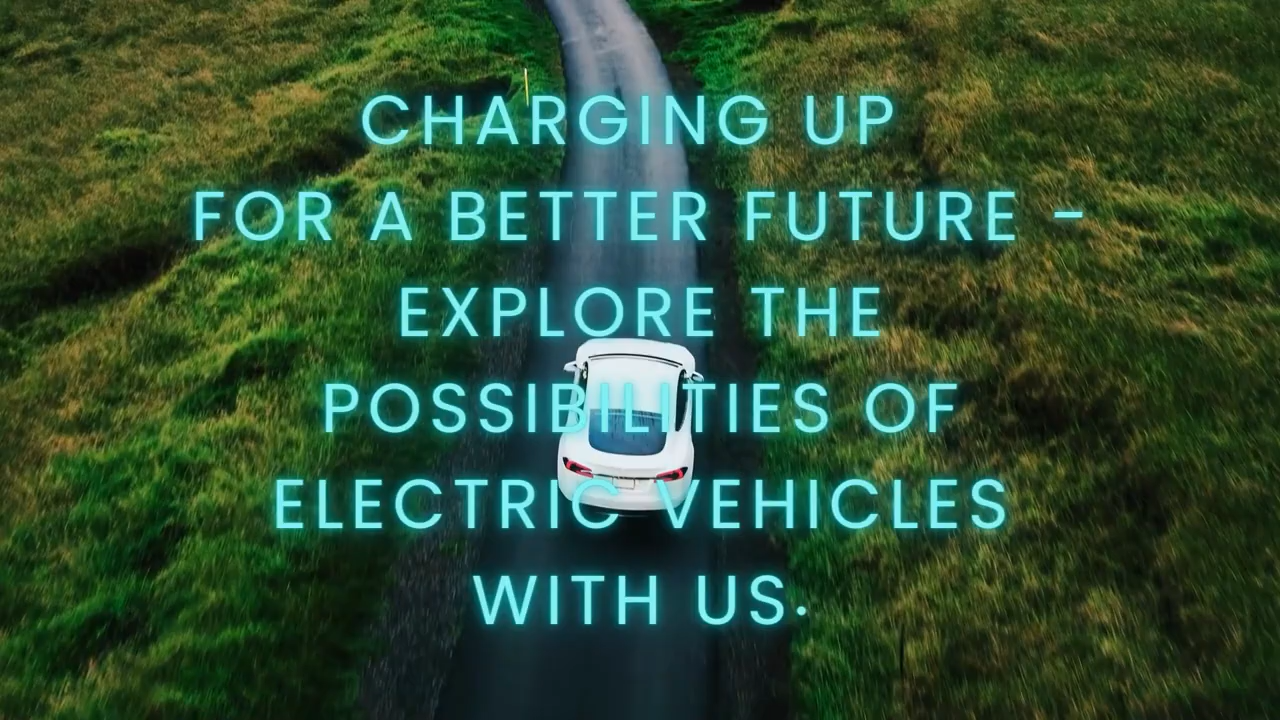 CHARGING UP
FOR A BETTER FUTURE -
EXPLORE THE
POSSIBILITIES OF
ELECTRIC VEHICLES
WITH US.